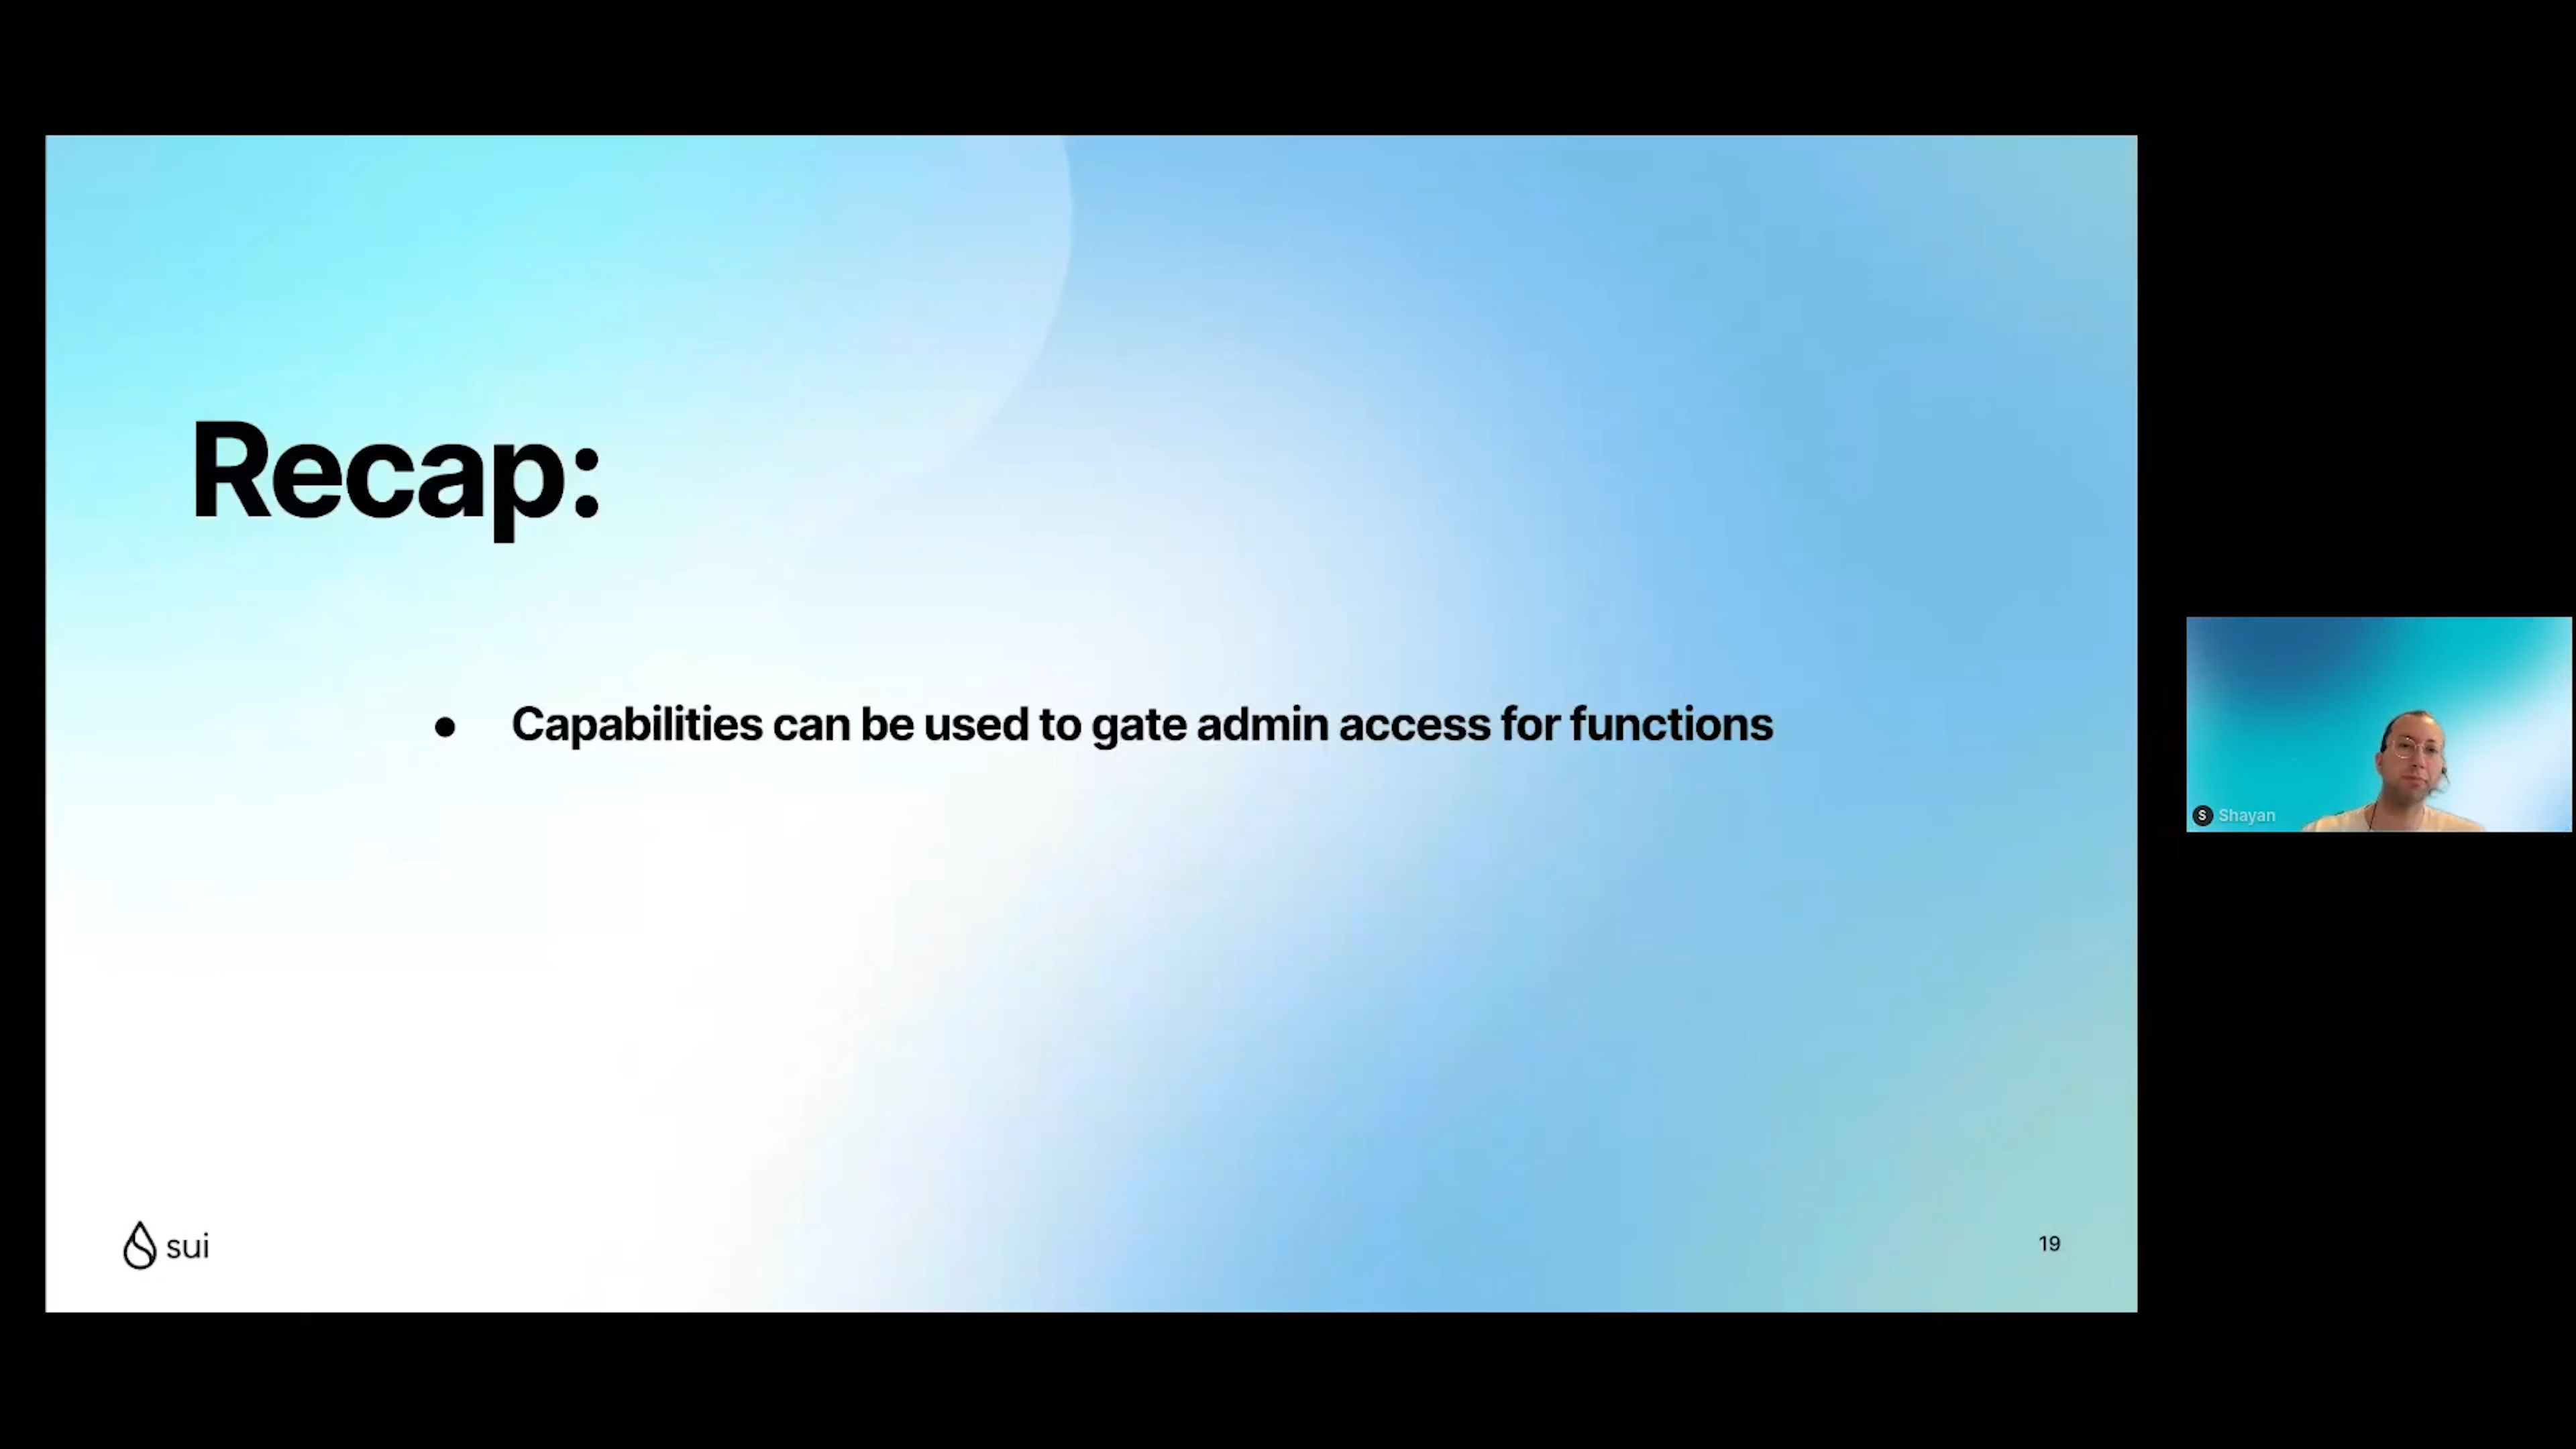 Recap:
● Capabilities can be used to gate admin access for functions
S Shayan
sui
19